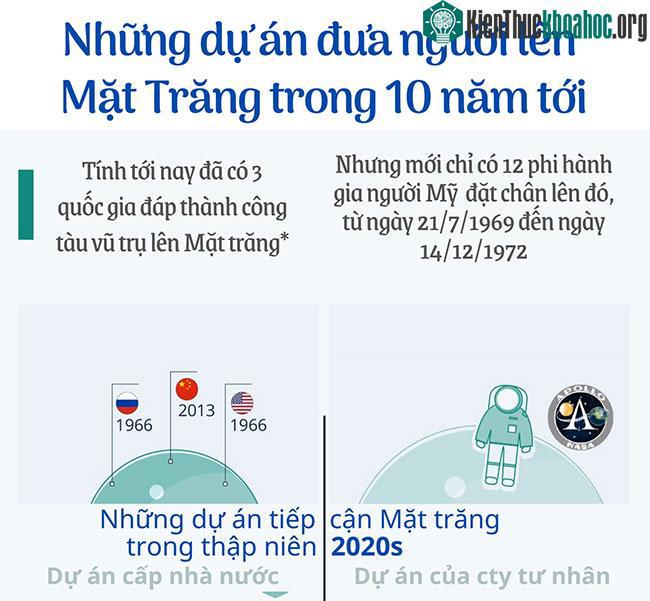 KienThuckhoahoc.org
Những dự án đưa người lên
Mặt Trăng trong 10 năm tới
Tính tới nay đã có 3
quốc gia đáp thành công
tàu vũ trụ lên Mặt trăng*
Nhưng mới chỉ có 12 phi hành
gia người Mỹ đặt chân lên đó,
từ ngày 21/7/1969 đến ngày
14/12/1972
1966
2013
1966
APOLLO
A
NASA
Những dự án tiếp cận Mặt trăng
trong thập niên 2020s
Dự án cấp nhà nước
Dự án của cty tư nhân